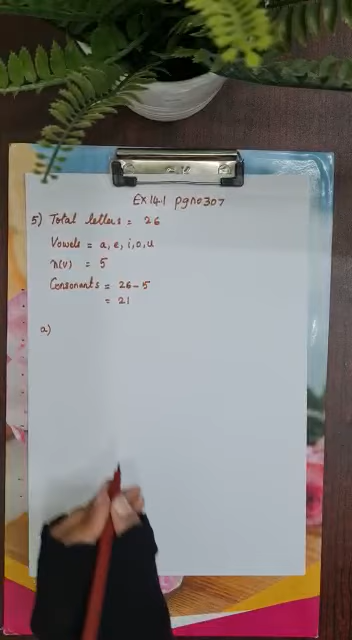 Ex 14.1 pg no 307
5) Total letters = 26
Vowels = a, e, i, o, u
n(v) = 5
Consonants = 26 - 5
= 21
a)